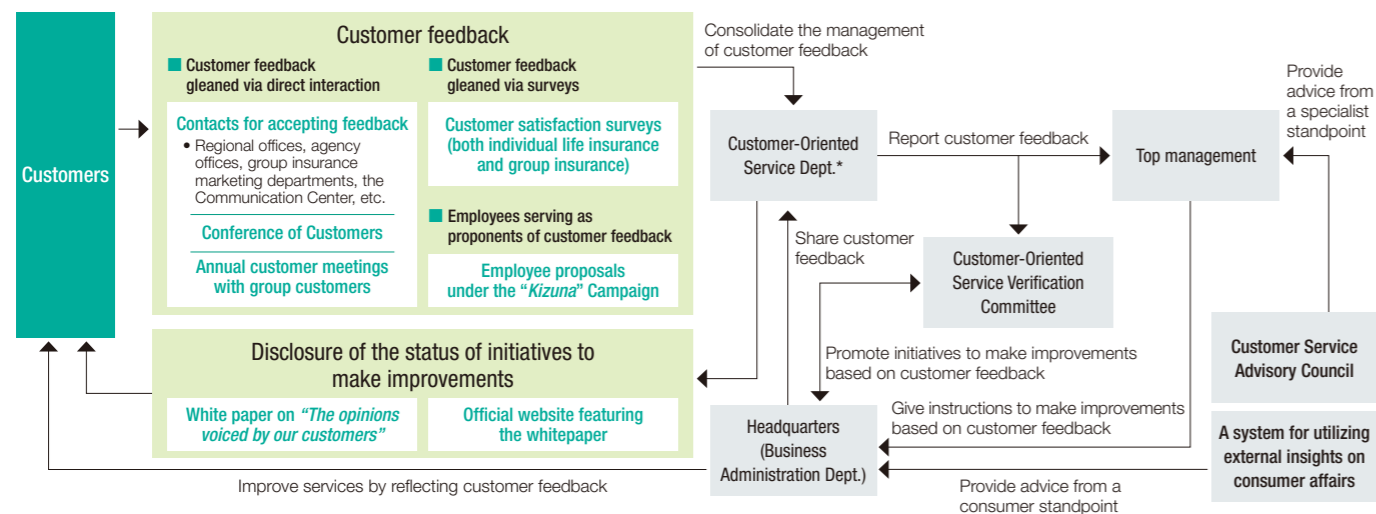 Customers
Customer feedback
Customer feedback
gleaned via direct interaction
Contacts for accepting feedback
• Regional offices, agency
offices, group insurance
marketing departments, the
Communication Center, etc.
Conference of Customers
Annual customer meetings
with group customers
Customer feedback
gleaned via surveys
Customer satisfaction surveys
(both individual life insurance
and group insurance)
Employees serving as
proponents of customer feedback
Employee proposals
under the “Kizuna” Campaign
Disclosure of the status of initiatives to
make improvements
White paper on “The opinions
voiced by our customers”
Official website featuring
the whitepaper
Consolidate the management
of customer feedback
Customer-Oriented
Service Dept.*
Report customer feedback
Top management
Provide
advice from
a specialist
standpoint
Share customer
feedback
Customer-Oriented
Service Verification
Committee
Promote initiatives to make improvements
based on customer feedback
Customer Service
Advisory Council
Give instructions to make improvements
based on customer feedback
Headquarters
(Business
Administration Dept.)
A system for utilizing
external insights on
consumer affairs
Improve services by reflecting customer feedback
Provide advice from a
consumer standpoint